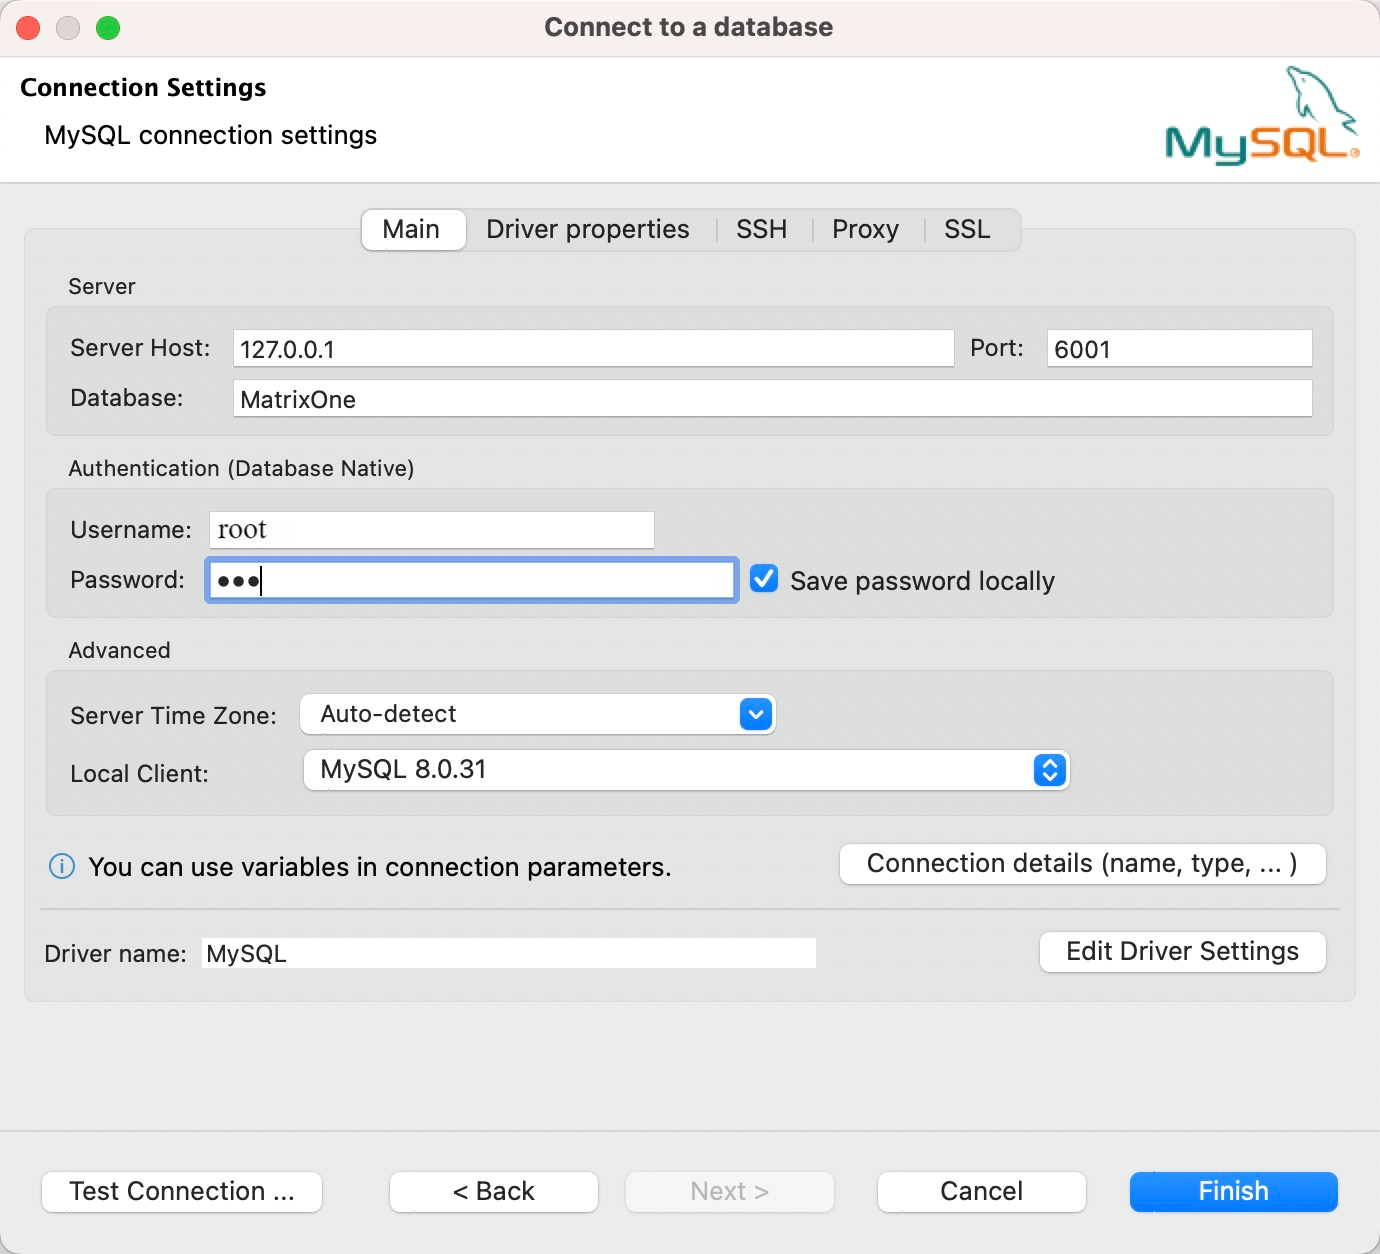 Connect to a database
Connection Settings
MySQL connection settings
MySQL®
Main Driver properties SSH Proxy SSL
Server
Server Host: 127.0.0.1 Port: 6001
Database: MatrixOne
Authentication (Database Native)
Username: root
Password: •••
Save password locally
Advanced
Server Time Zone: Auto-detect
Local Client: MySQL 8.0.31
You can use variables in connection parameters.
Connection details (name, type, ... )
Driver name: MySQL
Edit Driver Settings
Test Connection ... < Back Next > Cancel Finish